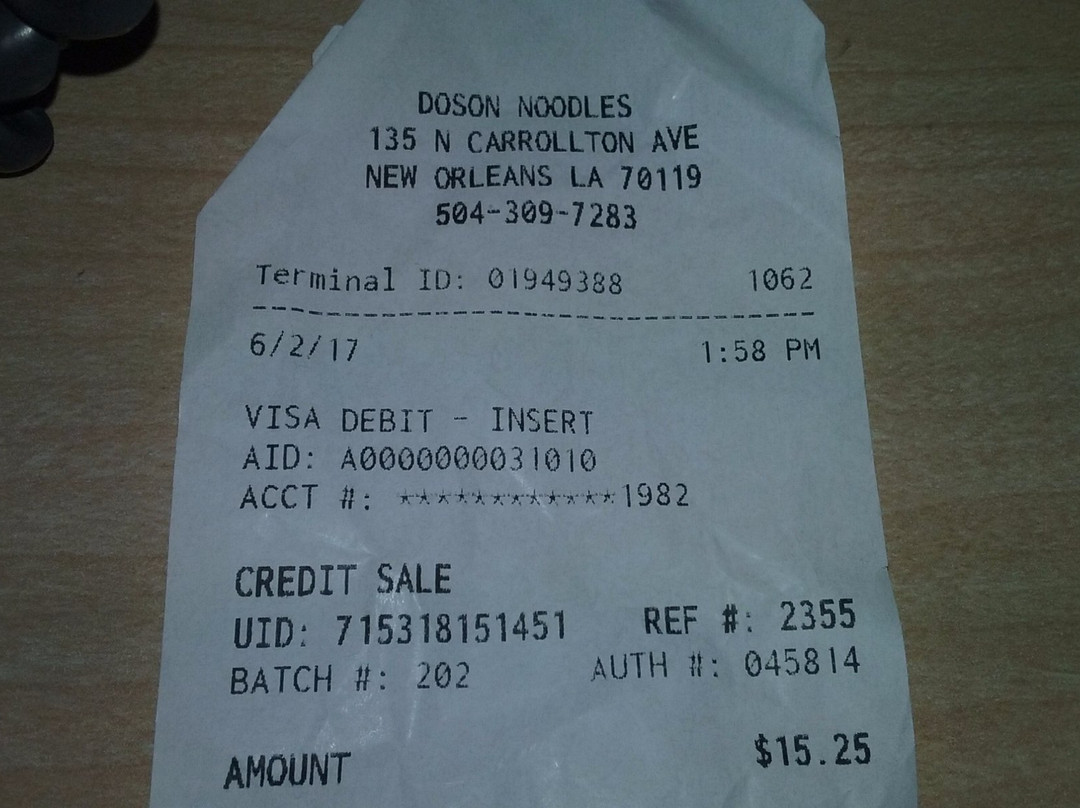 DOSON NOODLES
135 N CARROLLTON AVE
NEW ORLEANS LA 70119
504-309-7283
Terminal ID: 01949388 1062
--------------------------------
6/2/17 1:58 PM
VISA DEBIT - INSERT
AID: A0000000031010
ACCT #: ************1982
CREDIT SALE
UID: 715318151451 REF #: 2355
BATCH #: 202 AUTH #: 045814
AMOUNT $15.25